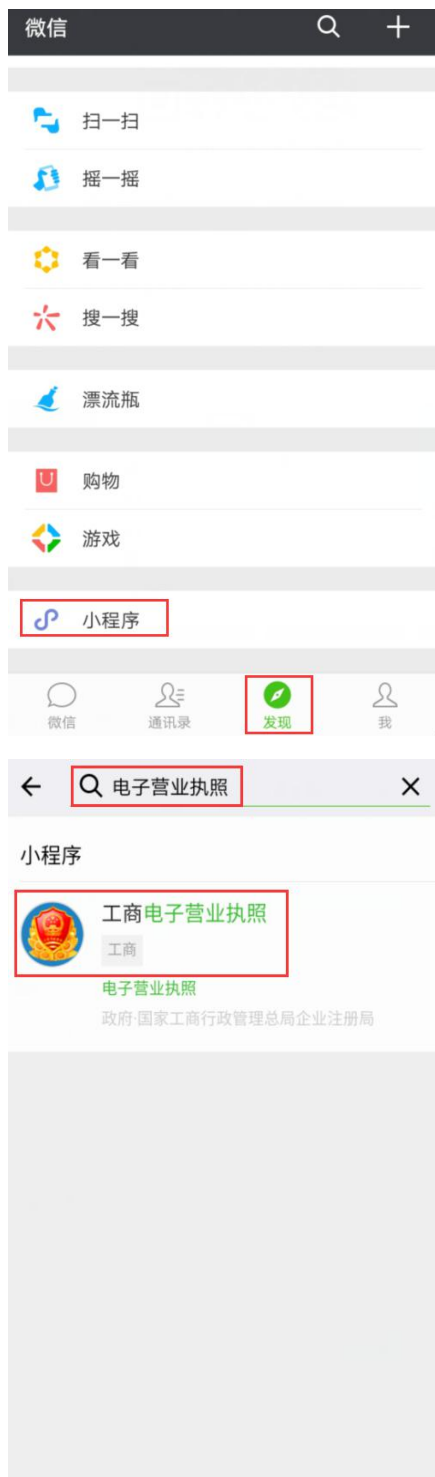 微信
扫一扫
摇一摇
看一看
搜一搜
漂流瓶
购物
游戏
小程序
微信 通讯录 发现 我
电子营业执照
小程序
工商电子营业执照
工商
电子营业执照
政府·国家工商行政管理总局企业注册局